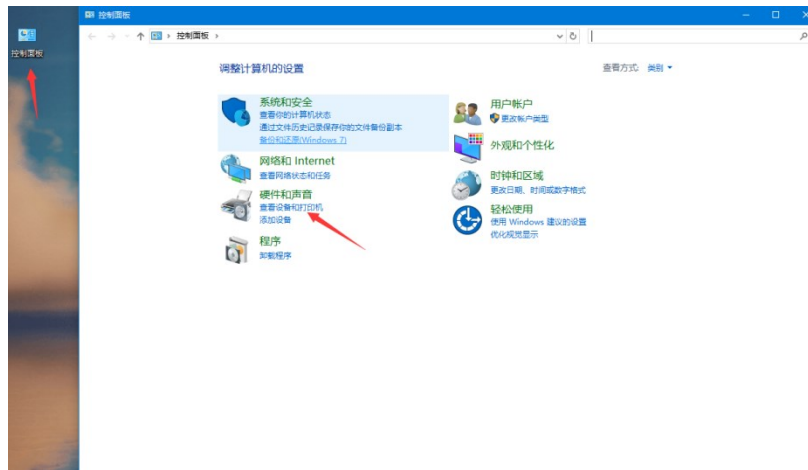 控制面板
控制面板
控制面板
调整计算机的设置
查看方式: 类别
系统和安全
查看你的计算机状态
通过文件历史记录保存你的文件备份副本
备份和还原(Windows 7)
网络和 Internet
查看网络状态和任务
硬件和声音
查看设备和打印机
添加设备
程序
卸载程序
用户帐户
更改帐户类型
外观和个性化
时钟和区域
更改日期、时间或数字格式
轻松使用
使用 Windows 建议的设置
优化视觉显示